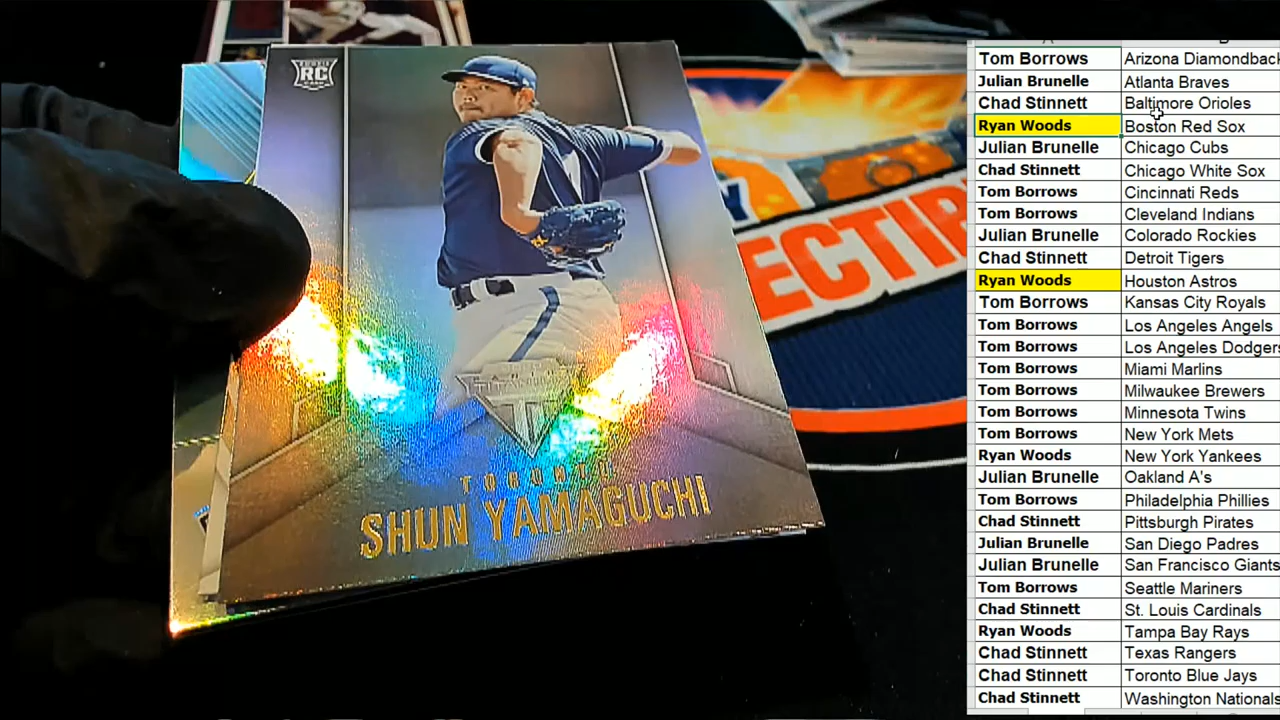 ROOKIE
RC
CARD
TITANIUM
TORONTO
SHUN YAMAGUCHI
ECTIB
Tom Borrows Arizona Diamondback
Julian Brunelle Atlanta Braves
Chad Stinnett Baltimore Orioles
Ryan Woods Boston Red Sox
Julian Brunelle Chicago Cubs
Chad Stinnett Chicago White Sox
Tom Borrows Cincinnati Reds
Tom Borrows Cleveland Indians
Julian Brunelle Colorado Rockies
Chad Stinnett Detroit Tigers
Ryan Woods Houston Astros
Tom Borrows Kansas City Royals
Tom Borrows Los Angeles Angels
Tom Borrows Los Angeles Dodgers
Tom Borrows Miami Marlins
Tom Borrows Milwaukee Brewers
Tom Borrows Minnesota Twins
Tom Borrows New York Mets
Ryan Woods New York Yankees
Julian Brunelle Oakland A's
Tom Borrows Philadelphia Phillies
Chad Stinnett Pittsburgh Pirates
Julian Brunelle San Diego Padres
Julian Brunelle San Francisco Giants
Tom Borrows Seattle Mariners
Chad Stinnett St. Louis Cardinals
Ryan Woods Tampa Bay Rays
Chad Stinnett Texas Rangers
Chad Stinnett Toronto Blue Jays
Chad Stinnett Washington Nationals